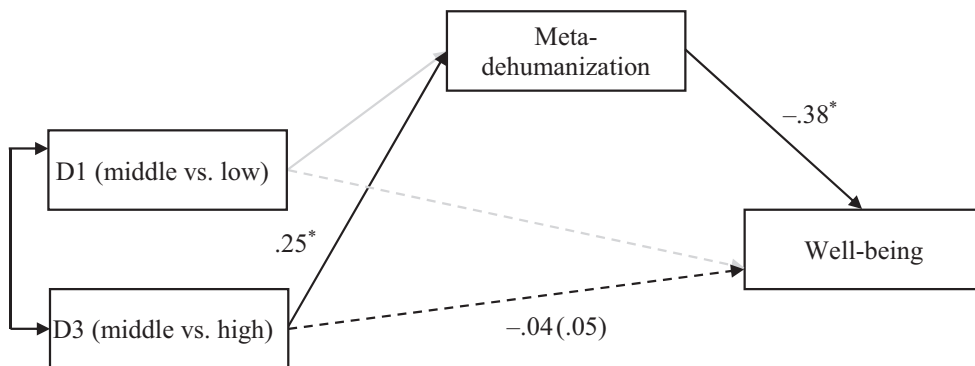 Meta-
dehumanization
–.38*
D1 (middle vs. low)
.25*
Well-being
D3 (middle vs. high)
–.04 (.05)